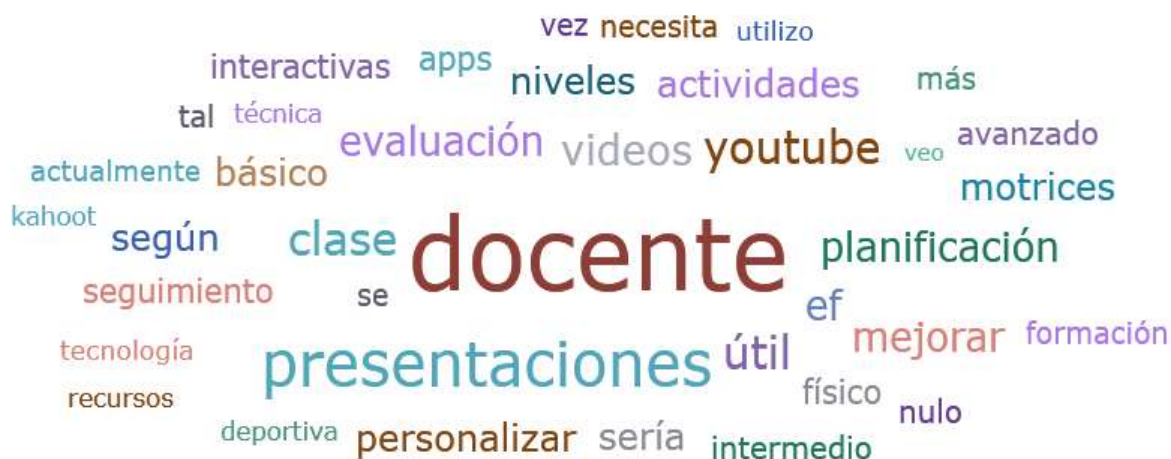 vez necesita utilizo
interactivas apps niveles actividades más
tal técnica evaluación videos youtube veo avanzado
actualmente básico motrices
kahoot según clase docente planificación
seguimiento se ef
tecnología presentaciones útil mejorar formación
recursos físico nulo
deportiva personalizar sería intermedio